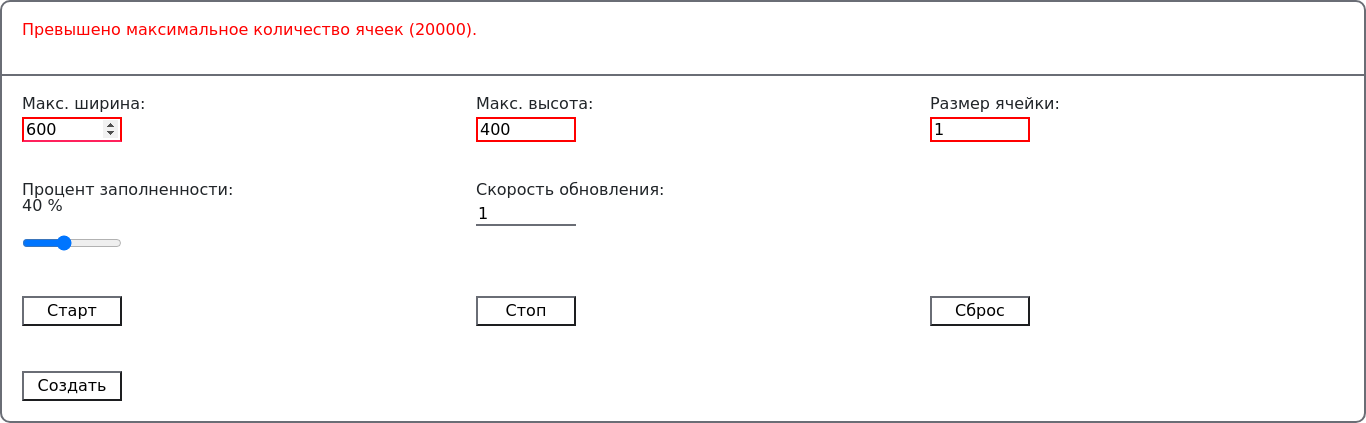 Превышено максимальное количество ячеек (20000).
Макс. ширина: Макс. высота: Размер ячейки:
600 400 1
Процент заполненности: Скорость обновления:
40 %
1
Старт Стоп Сброс
Создать